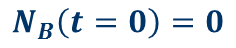 N_B(t = 0) = 0